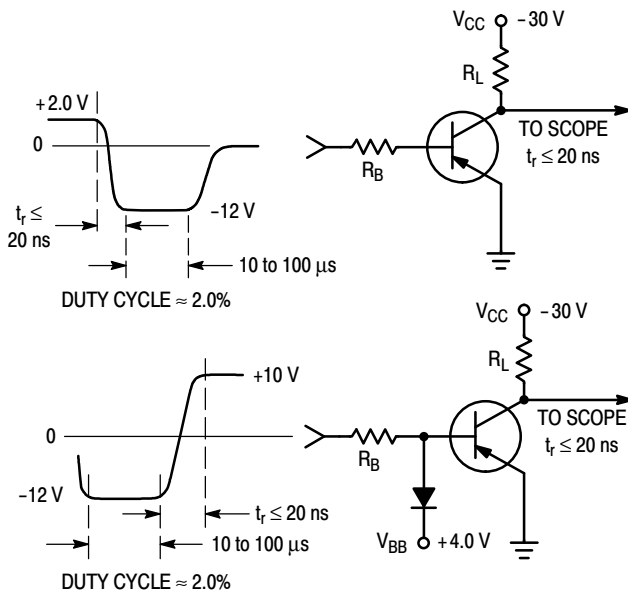 V_CC -30 V
R_L
+2.0 V
0
TO SCOPE
t_r ≤ 20 ns
R_B
t_r ≤
20 ns
-12 V
10 to 100 μs
DUTY CYCLE ≈ 2.0%
V_CC -30 V
R_L
+10 V
0
TO SCOPE
t_r ≤ 20 ns
R_B
-12 V
t_r ≤ 20 ns
10 to 100 μs
V_BB +4.0 V
DUTY CYCLE ≈ 2.0%